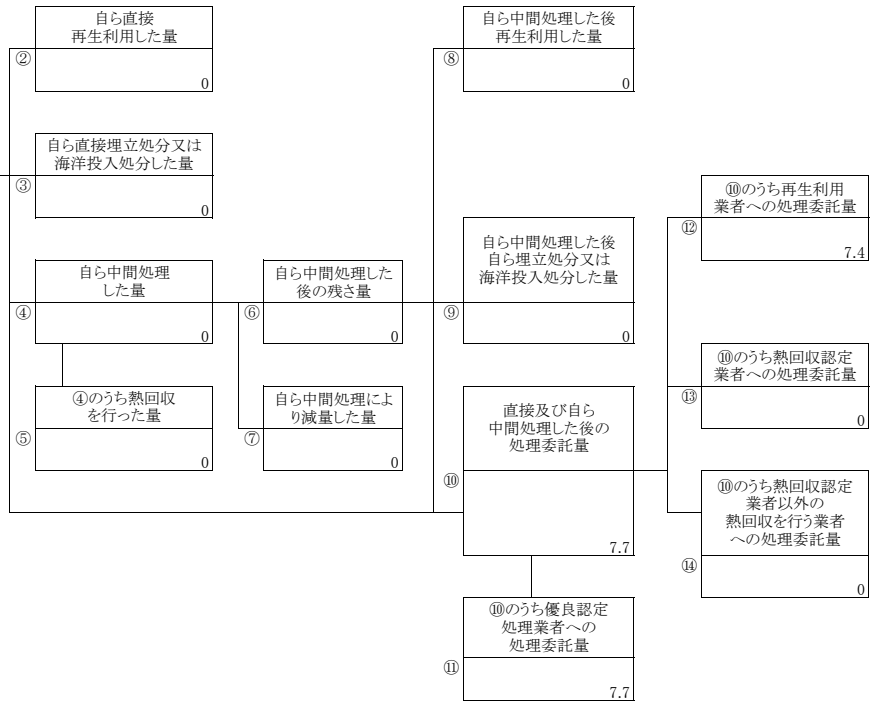 自ら直接
再生利用した量
②
0
自ら直接埋立処分又は
海洋投入処分した量
③
0
自ら中間処理
した量
④
0
④のうち熱回収
を行った量
⑤
0
自ら中間処理した
後の残さ量
⑥
0
自ら中間処理によ
り減量した量
⑦
0
自ら中間処理した後
再生利用した量
⑧
0
自ら中間処理した後
自ら埋立処分又は
海洋投入処分した量
⑨
0
直接及び自ら
中間処理した後の
処理委託量
⑩
7.7
⑩のうち優良認定
処理業者への
処理委託量
⑪
7.7
⑩のうち再生利用
業者への処理委託量
⑫
7.4
⑩のうち熱回収認定
業者への処理委託量
⑬
0
⑩のうち熱回収認定
業者以外の
熱回収を行う業者
への処理委託量
⑭
0